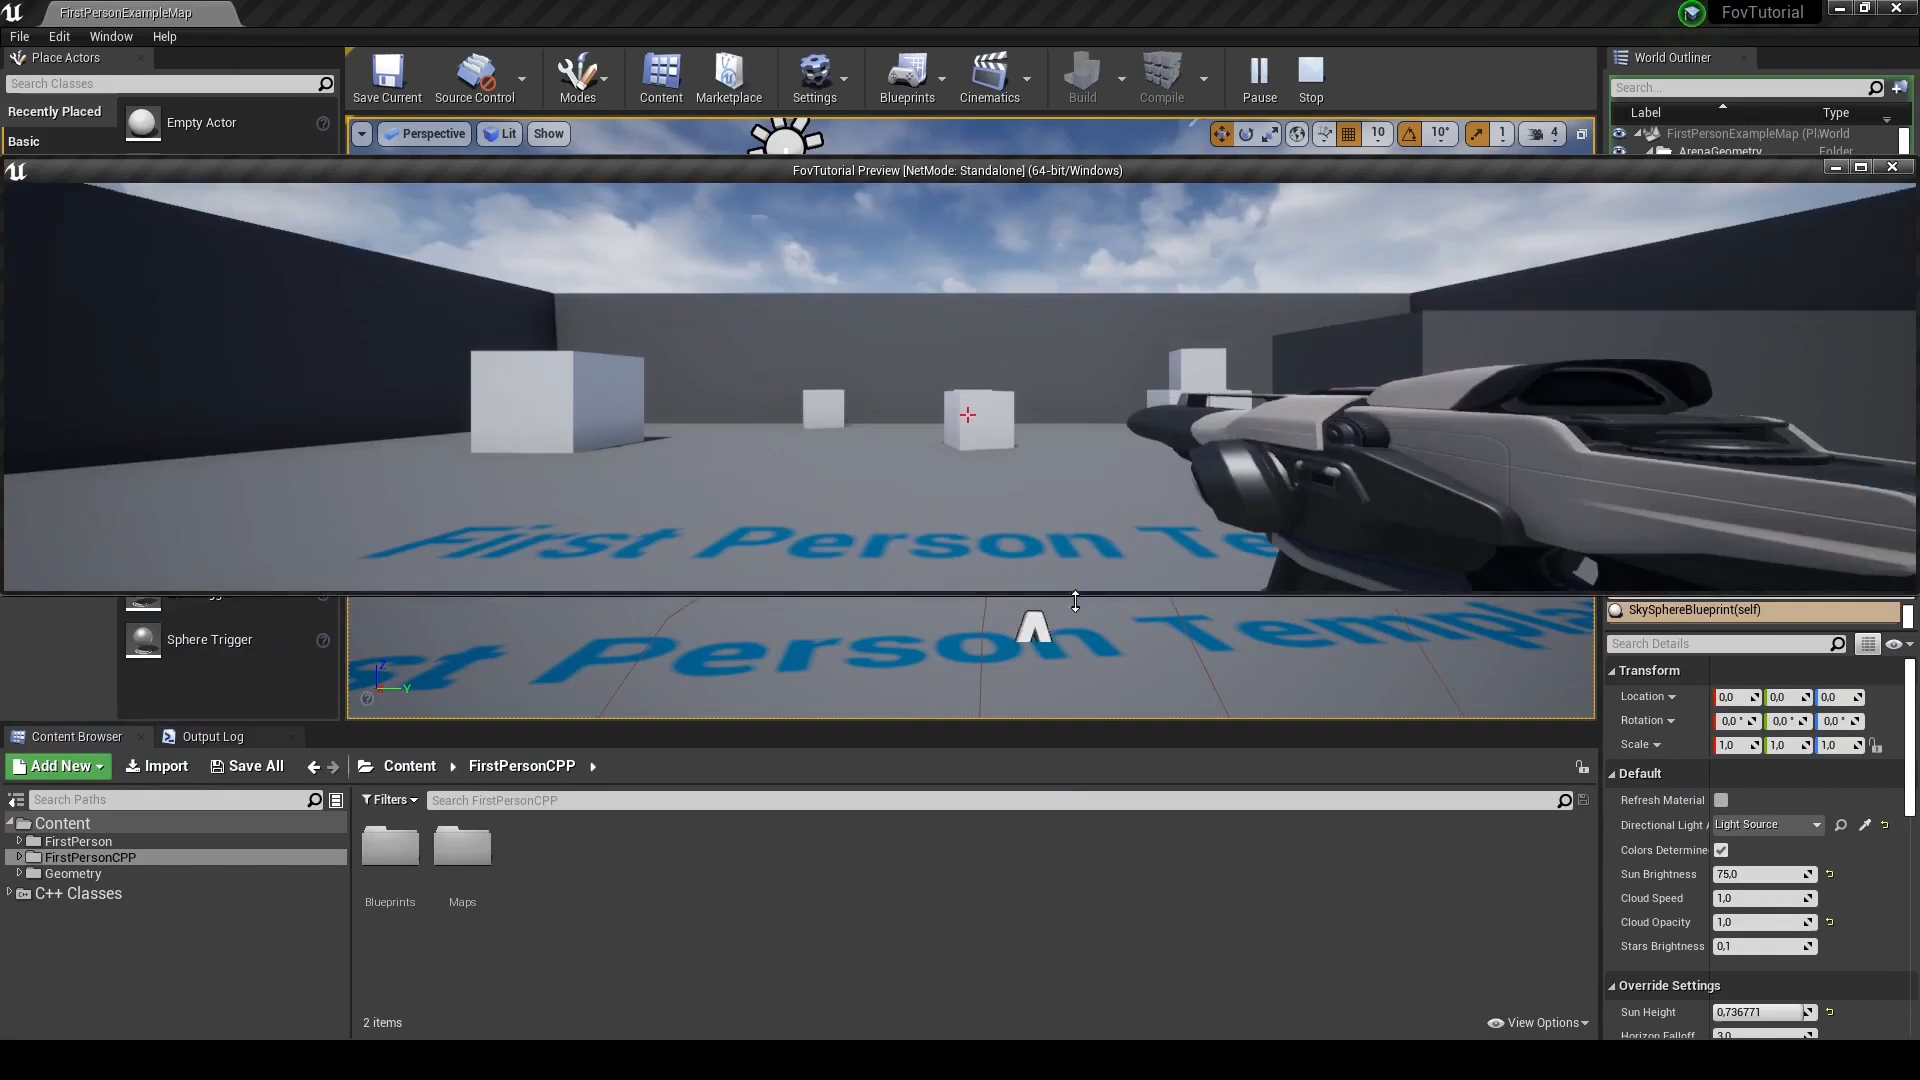 FirstPersonExampleMap
FovTutorial
File Edit Window Help
Place Actors
Search Classes
Recently Placed
Empty Actor
Basic
Save Current
Source Control
Modes
Content
Marketplace
Settings
Blueprints
Cinematics
Build
Compile
Pause
Stop
World Outliner
Search...
Label Type
FirstPersonExampleMap (Pl World
ArenaGeometry Folder
Perspective Lit Show
10 10° 1 4
FovTutorial Preview [NetMode: Standalone] (64-bit/Windows)
First Person Te
st Person Templa
Z
Y
Sphere Trigger
SkySphereBlueprint(self)
Search Details
Transform
Location 0,0 0,0 0,0
Rotation 0,0 ° 0,0 ° 0,0 °
Scale 1,0 1,0 1,0
Default
Refresh Material
Directional Light A Light Source
Colors Determine
Sun Brightness 75,0
Cloud Speed 1,0
Cloud Opacity 1,0
Stars Brightness 0,1
Override Settings
Sun Height 0,736771
Horizon Falloff 3,0
Content Browser
Output Log
Add New
Import
Save All
Content
FirstPersonCPP
Search Paths
Filters
Search FirstPersonCPP
Content
FirstPerson
FirstPersonCPP
Geometry
C++ Classes
Blueprints
Maps
2 items
View Options